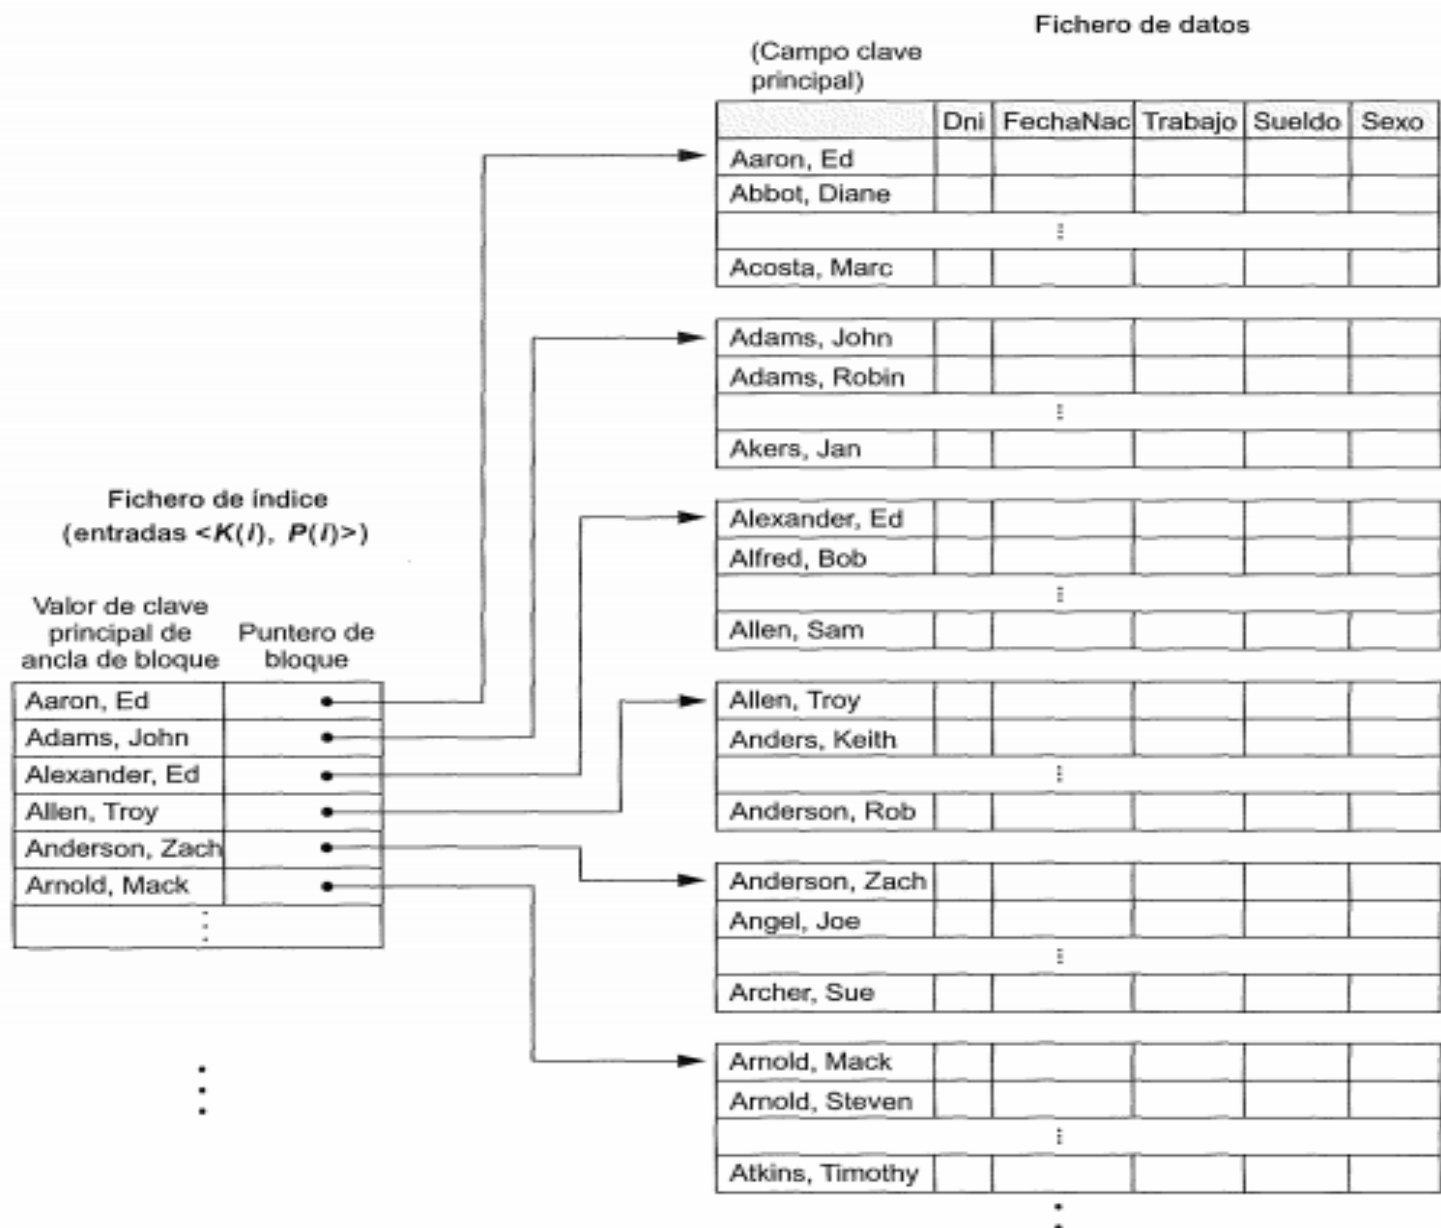 Fichero de datos
(Campo clave
principal)
Dni FechaNac Trabajo Sueldo Sexo
Aaron, Ed
Abbot, Diane
Acosta, Marc
Adams, John
Adams, Robin
Akers, Jan
Alexander, Ed
Alfred, Bob
Allen, Sam
Allen, Troy
Anders, Keith
Anderson, Rob
Anderson, Zach
Angel, Joe
Archer, Sue
Arnold, Mack
Arnold, Steven
Atkins, Timothy
Fichero de índice
(entradas <K(i), P(i)>)
Valor de clave
principal de
ancla de bloque
Puntero de
bloque
Aaron, Ed
Adams, John
Alexander, Ed
Allen, Troy
Anderson, Zach
Arnold, Mack